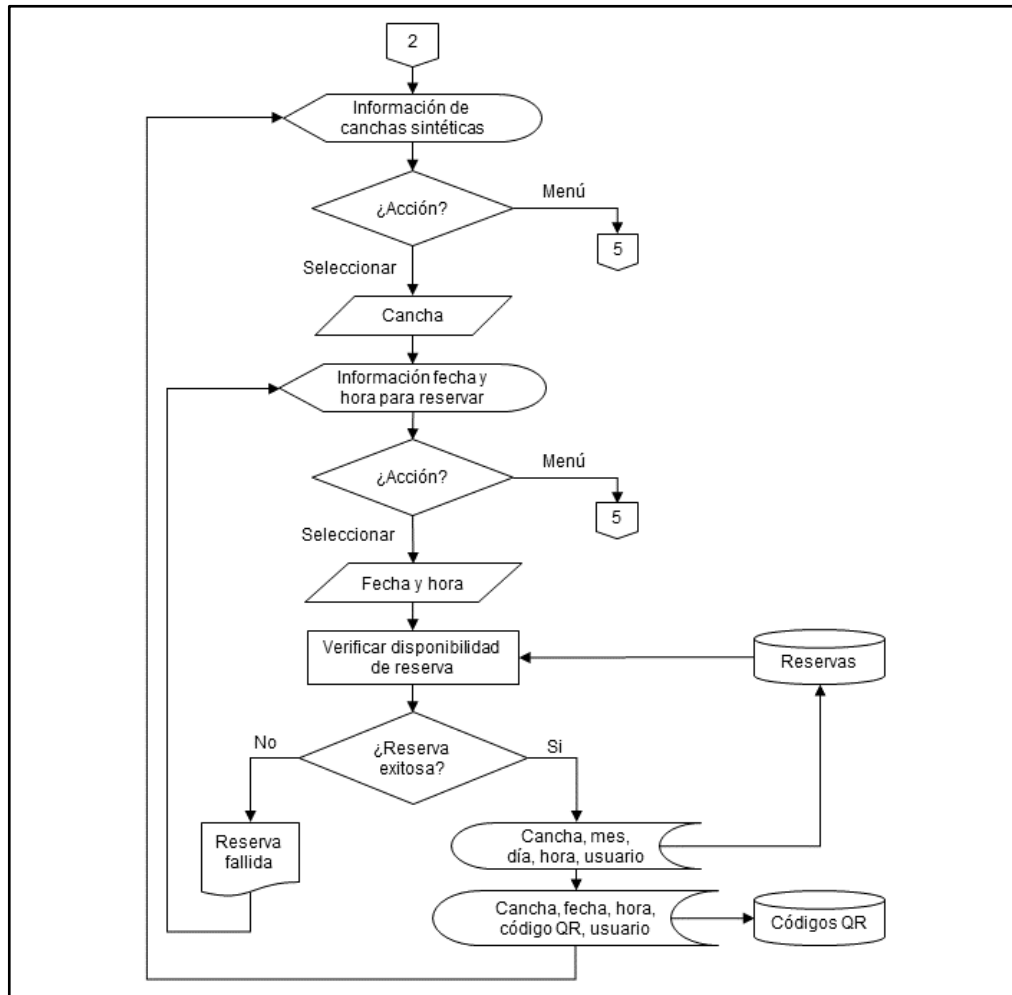 2
Información de
canchas sintéticas
¿Acción?
Menú
5
Seleccionar
Cancha
Información fecha y
hora para reservar
¿Acción?
Menú
5
Seleccionar
Fecha y hora
Verificar disponibilidad
de reserva
Reservas
No
¿Reserva
exitosa?
Si
Reserva
fallida
Cancha, mes,
día, hora, usuario
Cancha, fecha, hora,
código QR, usuario
Códigos QR